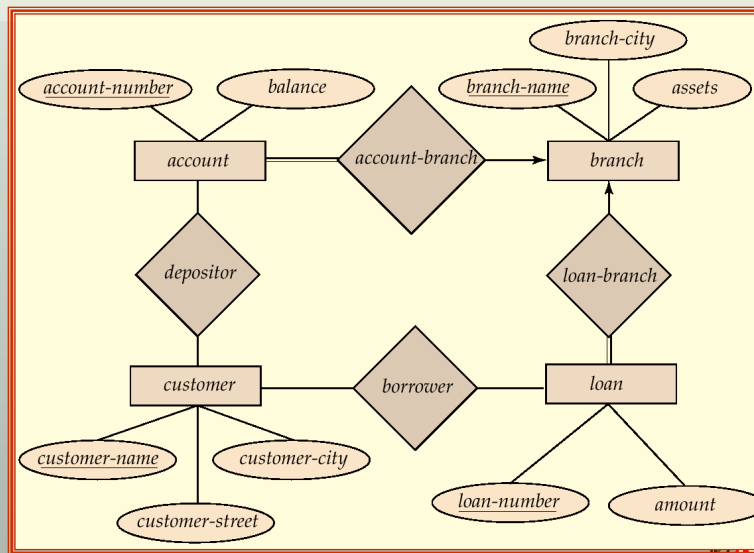 branch-city
account-number
balance
branch-name
assets
account
account-branch
branch
depositor
loan-branch
customer
borrower
loan
customer-name
customer-city
loan-number
amount
customer-street